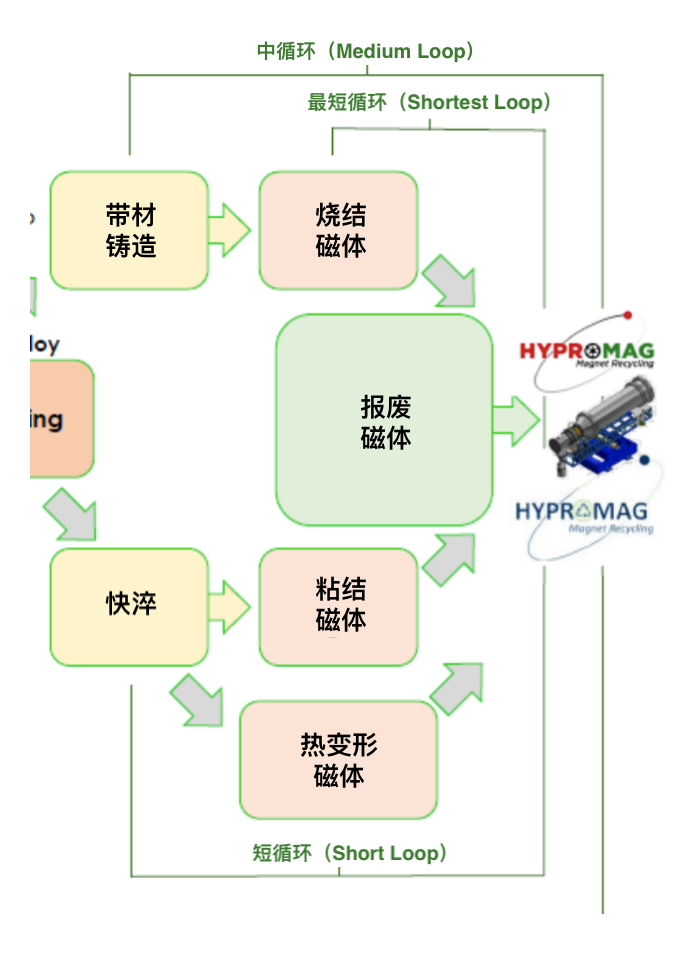 中循环（Medium Loop）
最短循环（Shortest Loop）
带材
铸造
烧结
磁体
loy
ing
报废
磁体
HYPROMAG
Magnet Recycling
HYPROMAG
Magnet Recycling
快淬
粘结
磁体
热变形
磁体
短循环（Short Loop）